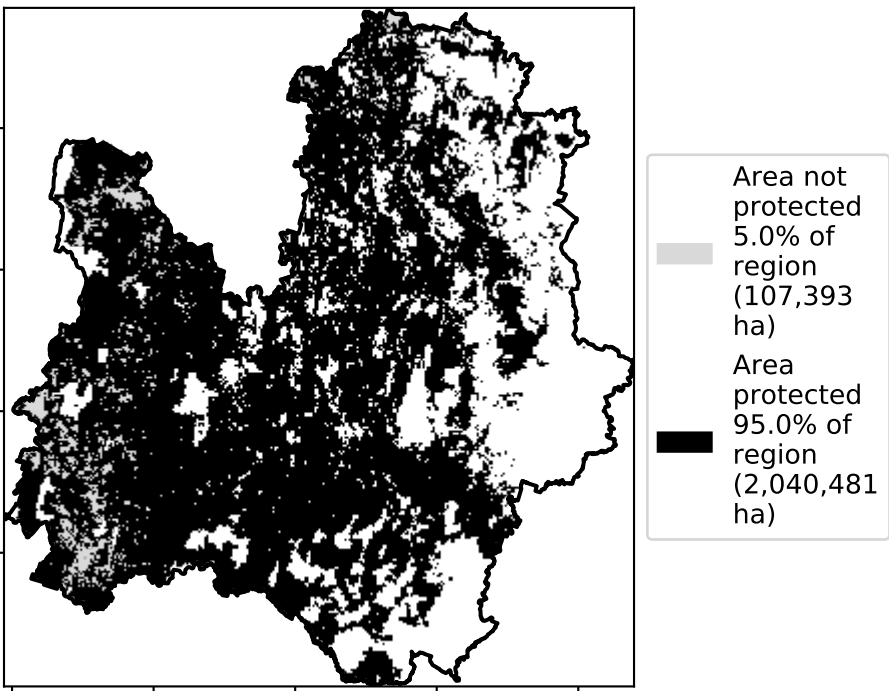 Area not
protected
5.0% of
region
(107,393
ha)
Area
protected
95.0% of
region
(2,040,481
ha)